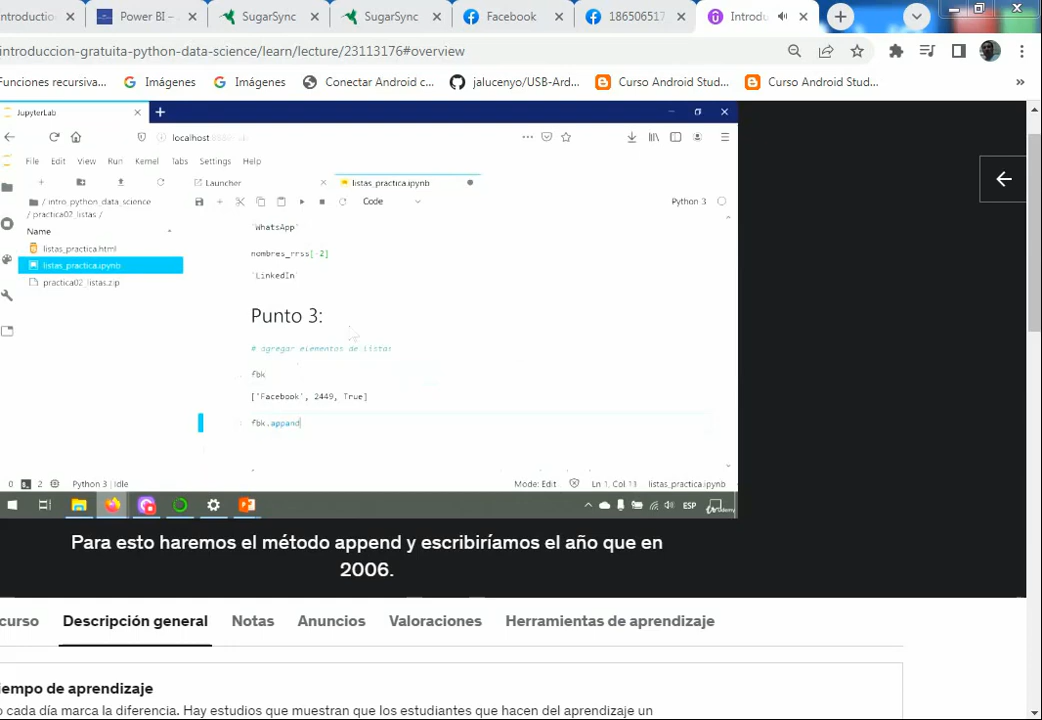 introduccion
Power BI –
SugarSync
SugarSync
Facebook
186506517
Introdu
introduccion-gratuita-python-data-science/learn/lecture/23113176#overview
Funciones recursiva...
Imágenes
Imágenes
Conectar Android c...
jalucenyo/USB-Ard...
Curso Android Stud...
Curso Android Stud...
»
JupyterLab
localhost
File Edit View Run Kernel Tabs Settings Help
Launcher
listas_practica.ipynb
/ intro_python_data_science
/ practica02_listas /
Code
Python 3
Name
listas_practica.html
listas_practica.ipynb
practica02_listas.zip
'WhatsApp'
nombres_rrss[-2]
'LinkedIn'
Punto 3:
# agregar elementos de listas
fbk
['Facebook', 2449, True]
fbk.append
0 2 Python 3 | Idle
Mode: Edit
Ln 1, Col 11
listas_practica.ipynb
ESP
Udemy
Para esto haremos el método append y escribiríamos el año que en
2006.
curso
Descripción general
Notas
Anuncios
Valoraciones
Herramientas de aprendizaje
iempo de aprendizaje
o cada día marca la diferencia. Hay estudios que muestran que los estudiantes que hacen del aprendizaje un